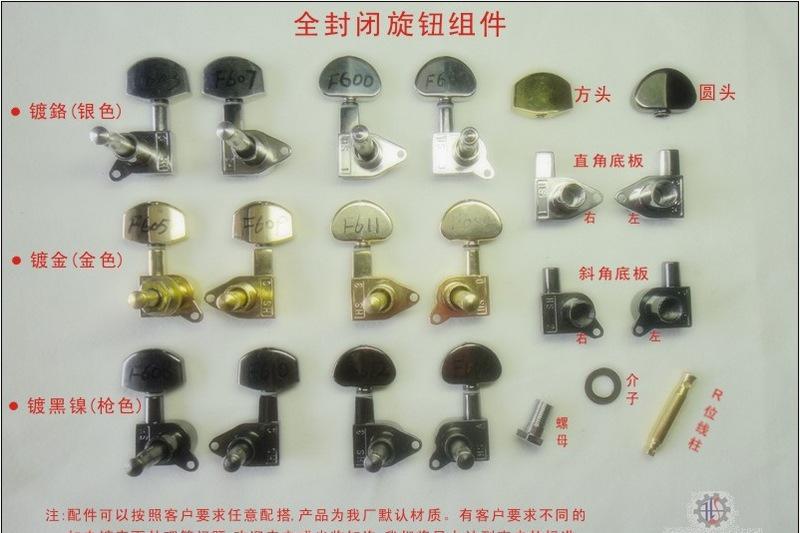 全封闭旋钮组件
F607
F600
方头
圆头
● 镀鉻(银色)
直角底板
右
左
F605
F611
● 镀金(金色)
斜角底板
右
左
F610
● 镀黑镍(枪色)
介子
螺母
R位线柱
注:配件可以按照客户要求任意配搭,产品为我厂默认材质。有客户要求不同的